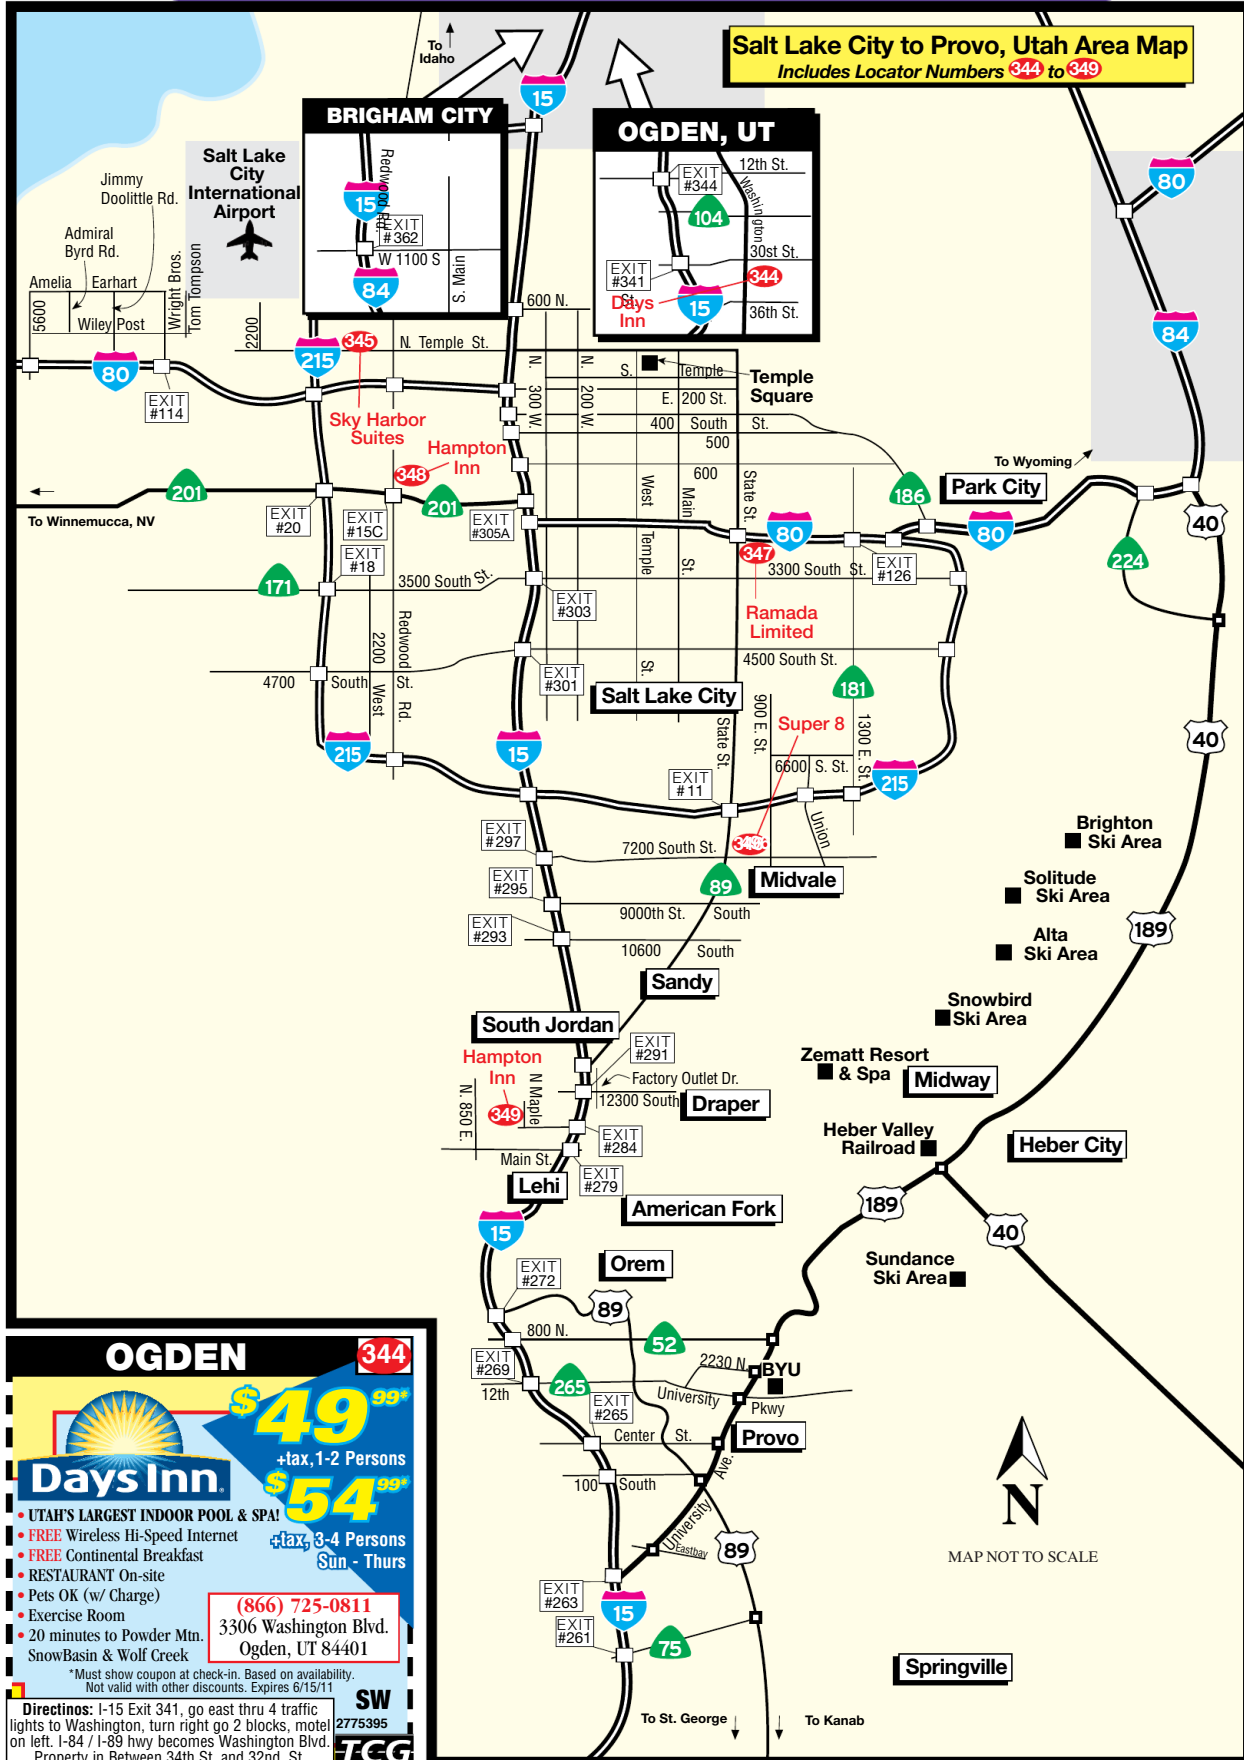 Salt Lake City to Provo, Utah Area Map
Includes Locator Numbers 344 to 349
To
Idaho
15
BRIGHAM CITY
Redwood Rd.
15
EXIT
#362
W 1100 S
84
S. Main
OGDEN, UT
12th St.
EXIT
#344
104
Washington
30st St.
EXIT
#341
344
St.
Days
Inn
15
36th St.
80
84
Salt Lake
City
International
Airport
Jimmy
Doolittle Rd.
Admiral
Byrd Rd.
Amelia Earhart
5600
Wiley Post
Wright Bros.
Tom Tompson
2200
600 N.
215
345
N. Temple St.
80
EXIT
#114
Sky Harbor
Suites
N.
300 W.
N.
200 W.
S. Temple
Temple
Square
E. 200 St.
400 South St.
500
600
Hampton
Inn
348
201
201
To Winnemucca, NV
EXIT
#20
EXIT
#15C
EXIT
#305A
EXIT
#18
West Temple St.
Main St.
State St.
To Wyoming
186
Park City
80
80
40
224
347
EXIT
#126
3300 South St.
171
3500 South St.
EXIT
#303
Ramada
Limited
2200 West
Redwood Rd.
4500 South St.
4700 South St.
EXIT
#301
181
Salt Lake City
215
15
State St.
900 E. St.
Super 8
1300 E. St.
6600 S. St.
215
40
EXIT
#11
Union
EXIT
#297
7200 South St.
Brighton
Ski Area
89
Midvale
EXIT
#295
9000th St. South
Solitude
Ski Area
EXIT
#293
10600 South
189
Alta
Ski Area
Sandy
Snowbird
Ski Area
South Jordan
EXIT
#291
Hampton
Inn
349
N. 850 E.
N Maple
Factory Outlet Dr.
12300 South
Draper
Zematt Resort
& Spa
Midway
EXIT
#284
Heber Valley
Railroad
Heber City
Main St.
EXIT
#279
Lehi
American Fork
189
15
40
Orem
Sundance
Ski Area
EXIT
#272
89
800 N.
52
EXIT
#269
2230 N.
BYU
12th
265
University Pkwy
EXIT
#265
Center St.
Provo
100 South
University Ave.
Eastbay
89
N
MAP NOT TO SCALE
EXIT
#263
15
EXIT
#261
75
Springville
To St. George
To Kanab
OGDEN 344
$49 99*
+tax,1-2 Persons
$54 99*
+tax, 3-4 Persons
Sun - Thurs
Days Inn.
• UTAH'S LARGEST INDOOR POOL & SPA!
• FREE Wireless Hi-Speed Internet
• FREE Continental Breakfast
• RESTAURANT On-site
• Pets OK (w/ Charge)
• Exercise Room
• 20 minutes to Powder Mtn.
SnowBasin & Wolf Creek
(866) 725-0811
3306 Washington Blvd.
Ogden, UT 84401
*Must show coupon at check-in. Based on availability.
Not valid with other discounts. Expires 6/15/11
SW
2775395
Directinos: I-15 Exit 341, go east thru 4 traffic
lights to Washington, turn right go 2 blocks, motel
on left. I-84 / I-89 hwy becomes Washington Blvd.
Property in Between 34th St. and 32nd. St.
TCG